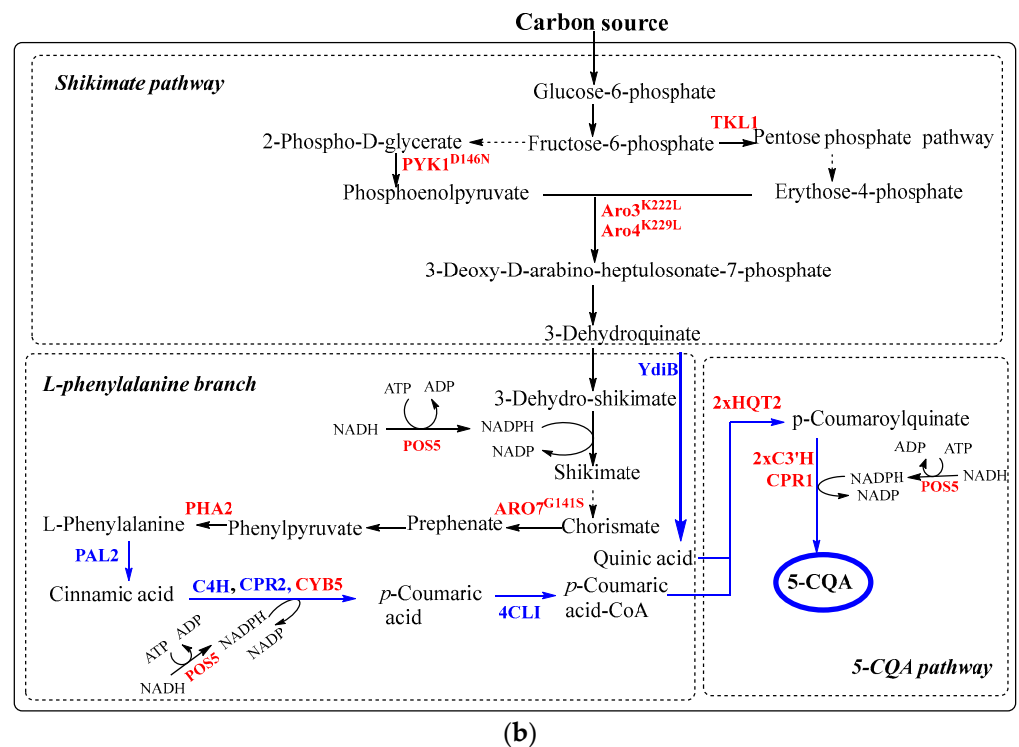 Carbon source
Shikimate pathway
Glucose-6-phosphate
TKL1
2-Phospho-D-glycerate
Fructose-6-phosphate
Pentose phosphate pathway
PYK1D146N
Phosphoenolpyruvate
Erythose-4-phosphate
Aro3K222L
Aro4K229L
3-Deoxy-D-arabino-heptulosonate-7-phosphate
3-Dehydroquinate
L-phenylalanine branch
YdiB
ATP
ADP
3-Dehydro-shikimate
NADH
NADPH
POS5
NADP
Shikimate
2xHQT2
p-Coumaroylquinate
2xC3'H
CPR1
ADP
ATP
NADPH
NADH
POS5
NADP
PHA2
ARO7G141S
L-Phenylalanine
Phenylpyruvate
Prephenate
Chorismate
PAL2
Quinic acid
Cinnamic acid
C4H, CPR2, CYB5
p-Coumaric
acid
4CLI
p-Coumaric
acid-CoA
5-CQA
ATP
ADP
NADPH
NADP
POS5
NADH
5-CQA pathway
(b)